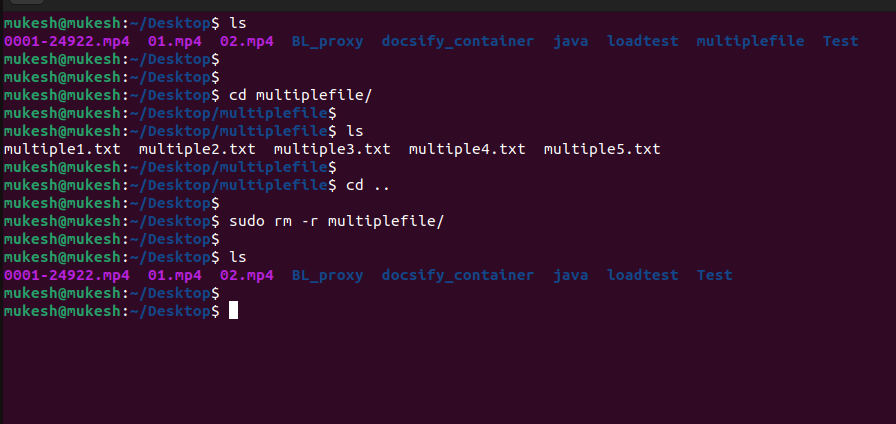 mukesh@mukesh:~/Desktop$ ls
0001-24922.mp4  01.mp4  02.mp4  BL_proxy  docsify_container  java  loadtest  multiplefile  Test
mukesh@mukesh:~/Desktop$
mukesh@mukesh:~/Desktop$
mukesh@mukesh:~/Desktop$ cd multiplefile/
mukesh@mukesh:~/Desktop/multiplefile$
mukesh@mukesh:~/Desktop/multiplefile$ ls
multiple1.txt  multiple2.txt  multiple3.txt  multiple4.txt  multiple5.txt
mukesh@mukesh:~/Desktop/multiplefile$
mukesh@mukesh:~/Desktop/multiplefile$ cd ..
mukesh@mukesh:~/Desktop$
mukesh@mukesh:~/Desktop$ sudo rm -r multiplefile/
mukesh@mukesh:~/Desktop$
mukesh@mukesh:~/Desktop$ ls
0001-24922.mp4  01.mp4  02.mp4  BL_proxy  docsify_container  java  loadtest  Test
mukesh@mukesh:~/Desktop$
mukesh@mukesh:~/Desktop$